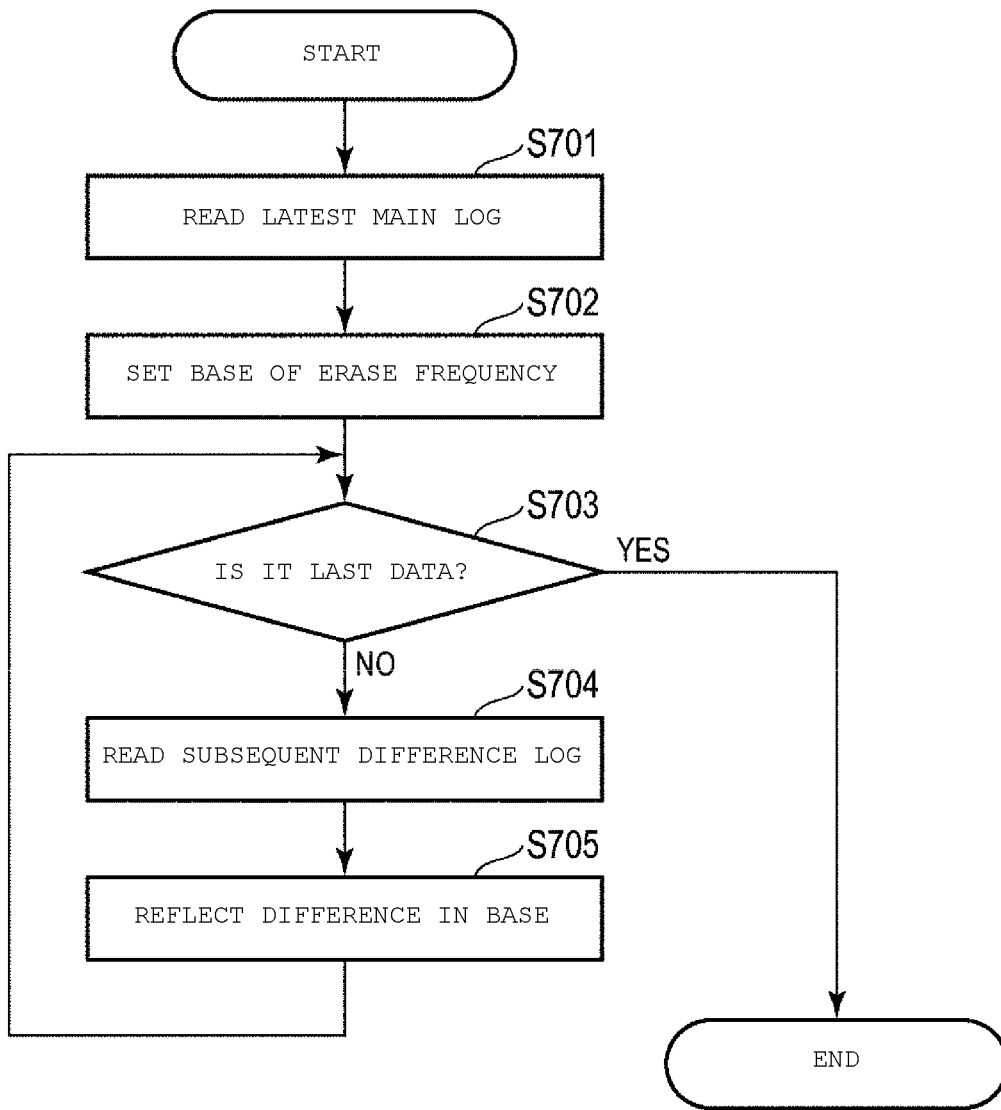 START
S701
READ LATEST MAIN LOG
S702
SET BASE OF ERASE FREQUENCY
S703
IS IT LAST DATA?
YES
NO
S704
READ SUBSEQUENT DIFFERENCE LOG
S705
REFLECT DIFFERENCE IN BASE
END